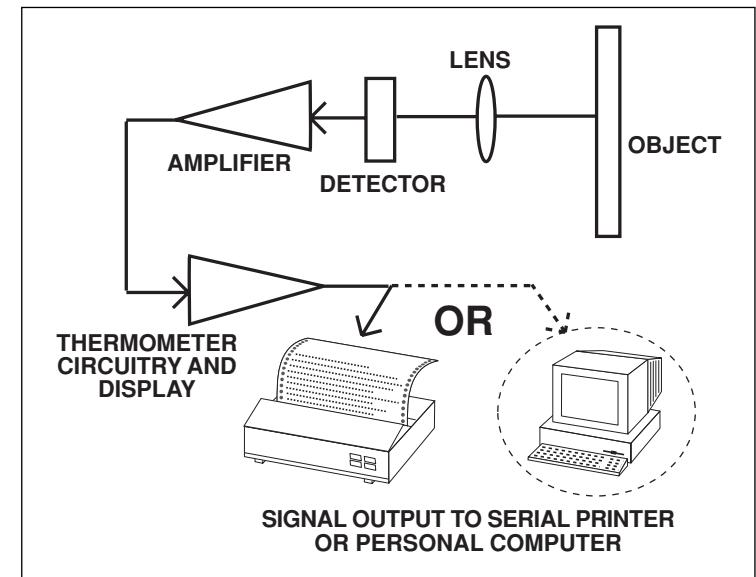 LENS
OBJECT
AMPLIFIER
DETECTOR
OR
THERMOMETER
CIRCUITRY AND
DISPLAY
SIGNAL OUTPUT TO SERIAL PRINTER
OR PERSONAL COMPUTER